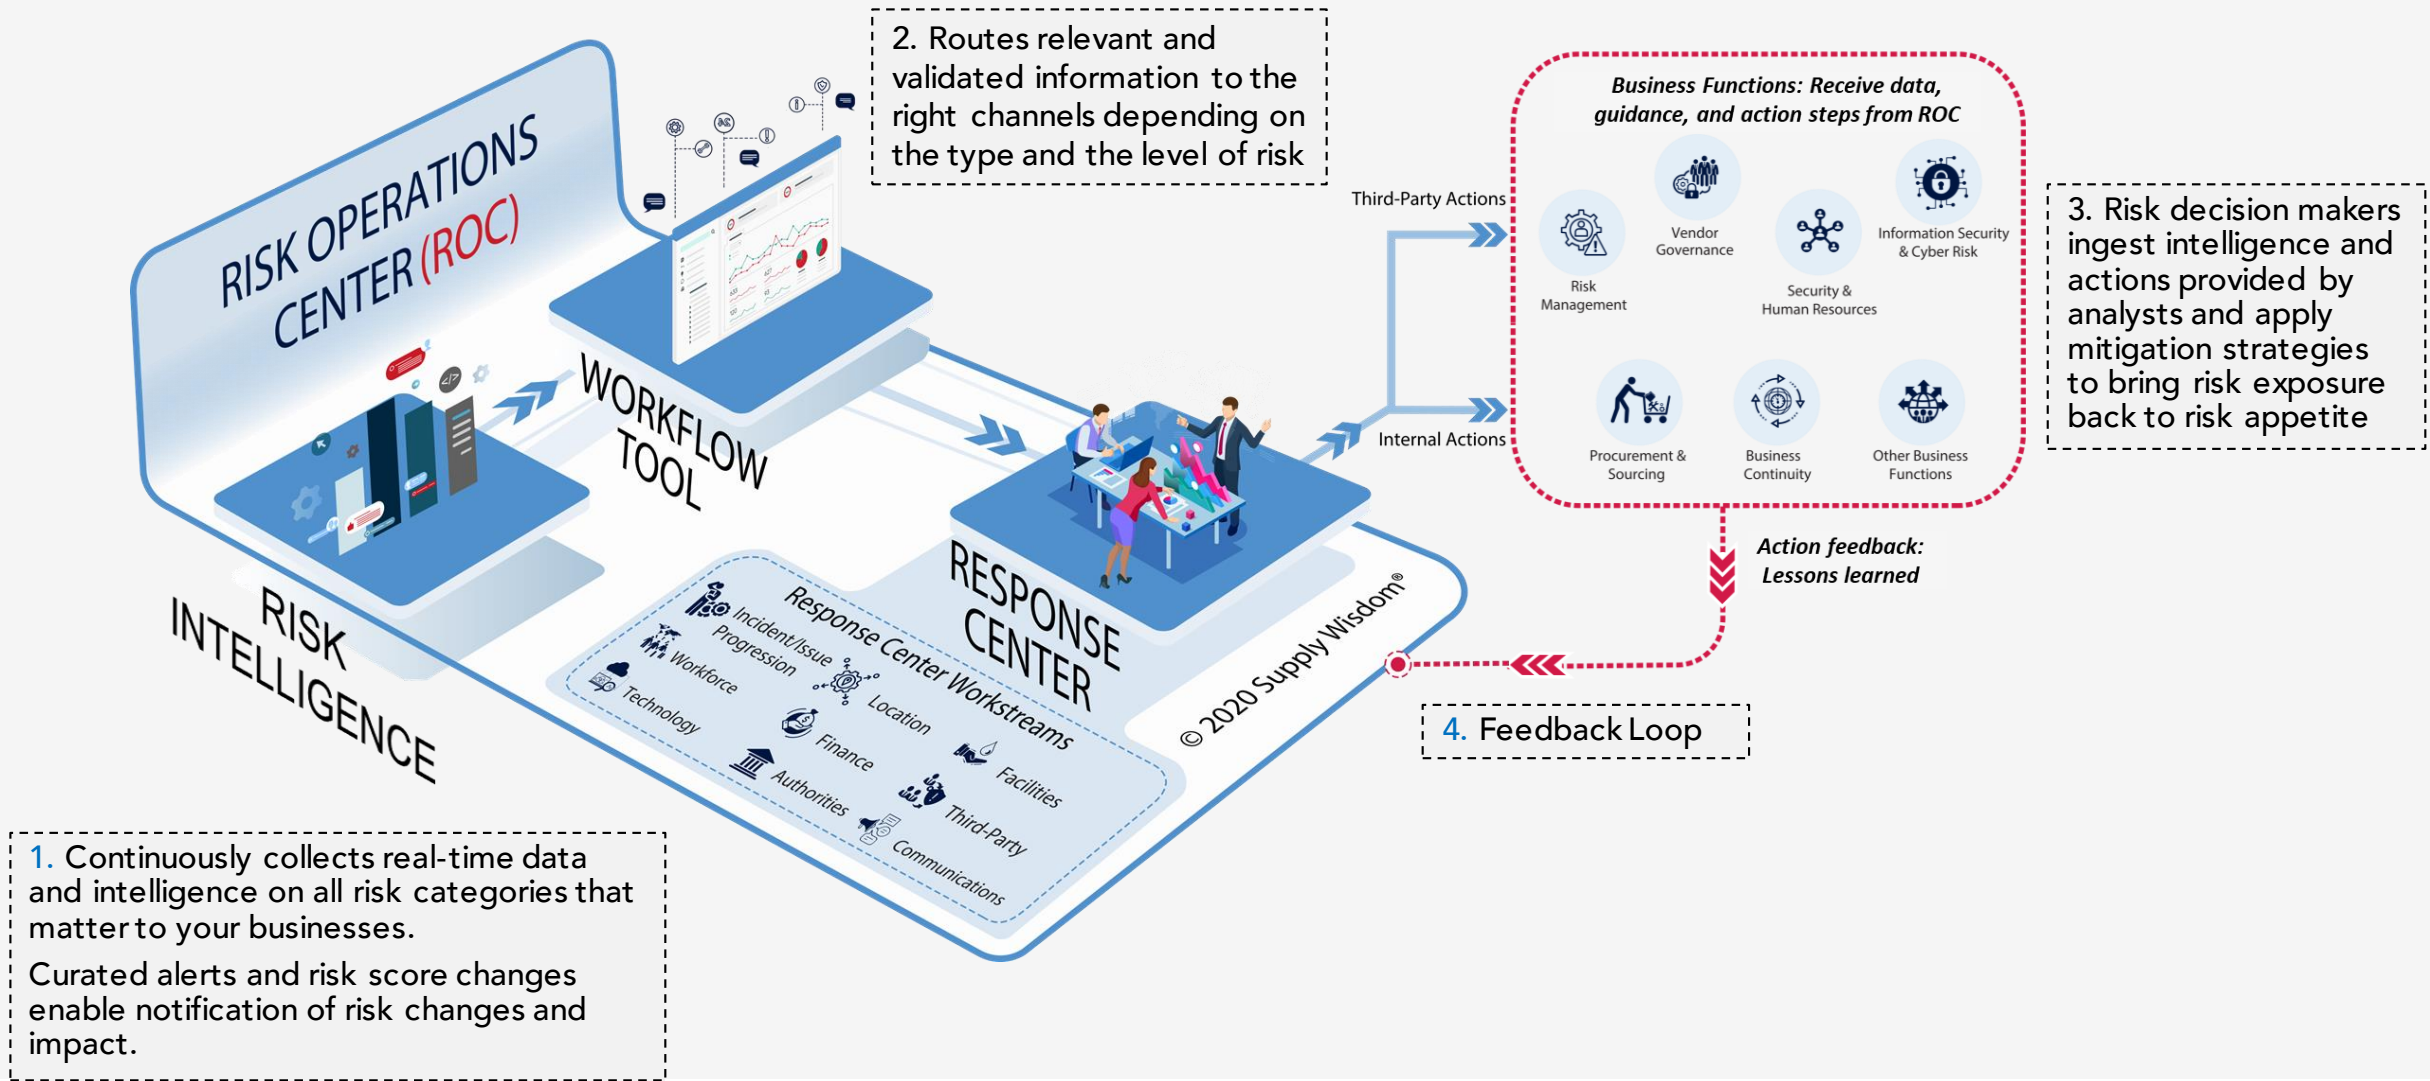 RISK OPERATIONS
CENTER (ROC)
RISK
INTELLIGENCE
WORKFLOW
TOOL
RESPONSE
CENTER
1. Continuously collects real-time data
and intelligence on all risk categories that
matter to your businesses.
Curated alerts and risk score changes
enable notification of risk changes and
impact.
2. Routes relevant and
validated information to the
right channels depending on
the type and the level of risk
Response Center Workstreams
Incident/Issue
Progression
Workforce
Technology
Location
Finance
Authorities
Facilities
Third-Party
Communications
© 2020 Supply Wisdom®
Third-Party Actions
Internal Actions
Business Functions: Receive data,
guidance, and action steps from ROC
Risk
Management
Vendor
Governance
Security &
Human Resources
Information Security
& Cyber Risk
Procurement &
Sourcing
Business
Continuity
Other Business
Functions
3. Risk decision makers
ingest intelligence and
actions provided by
analysts and apply
mitigation strategies
to bring risk exposure
back to risk appetite
Action feedback:
Lessons learned
4. Feedback Loop